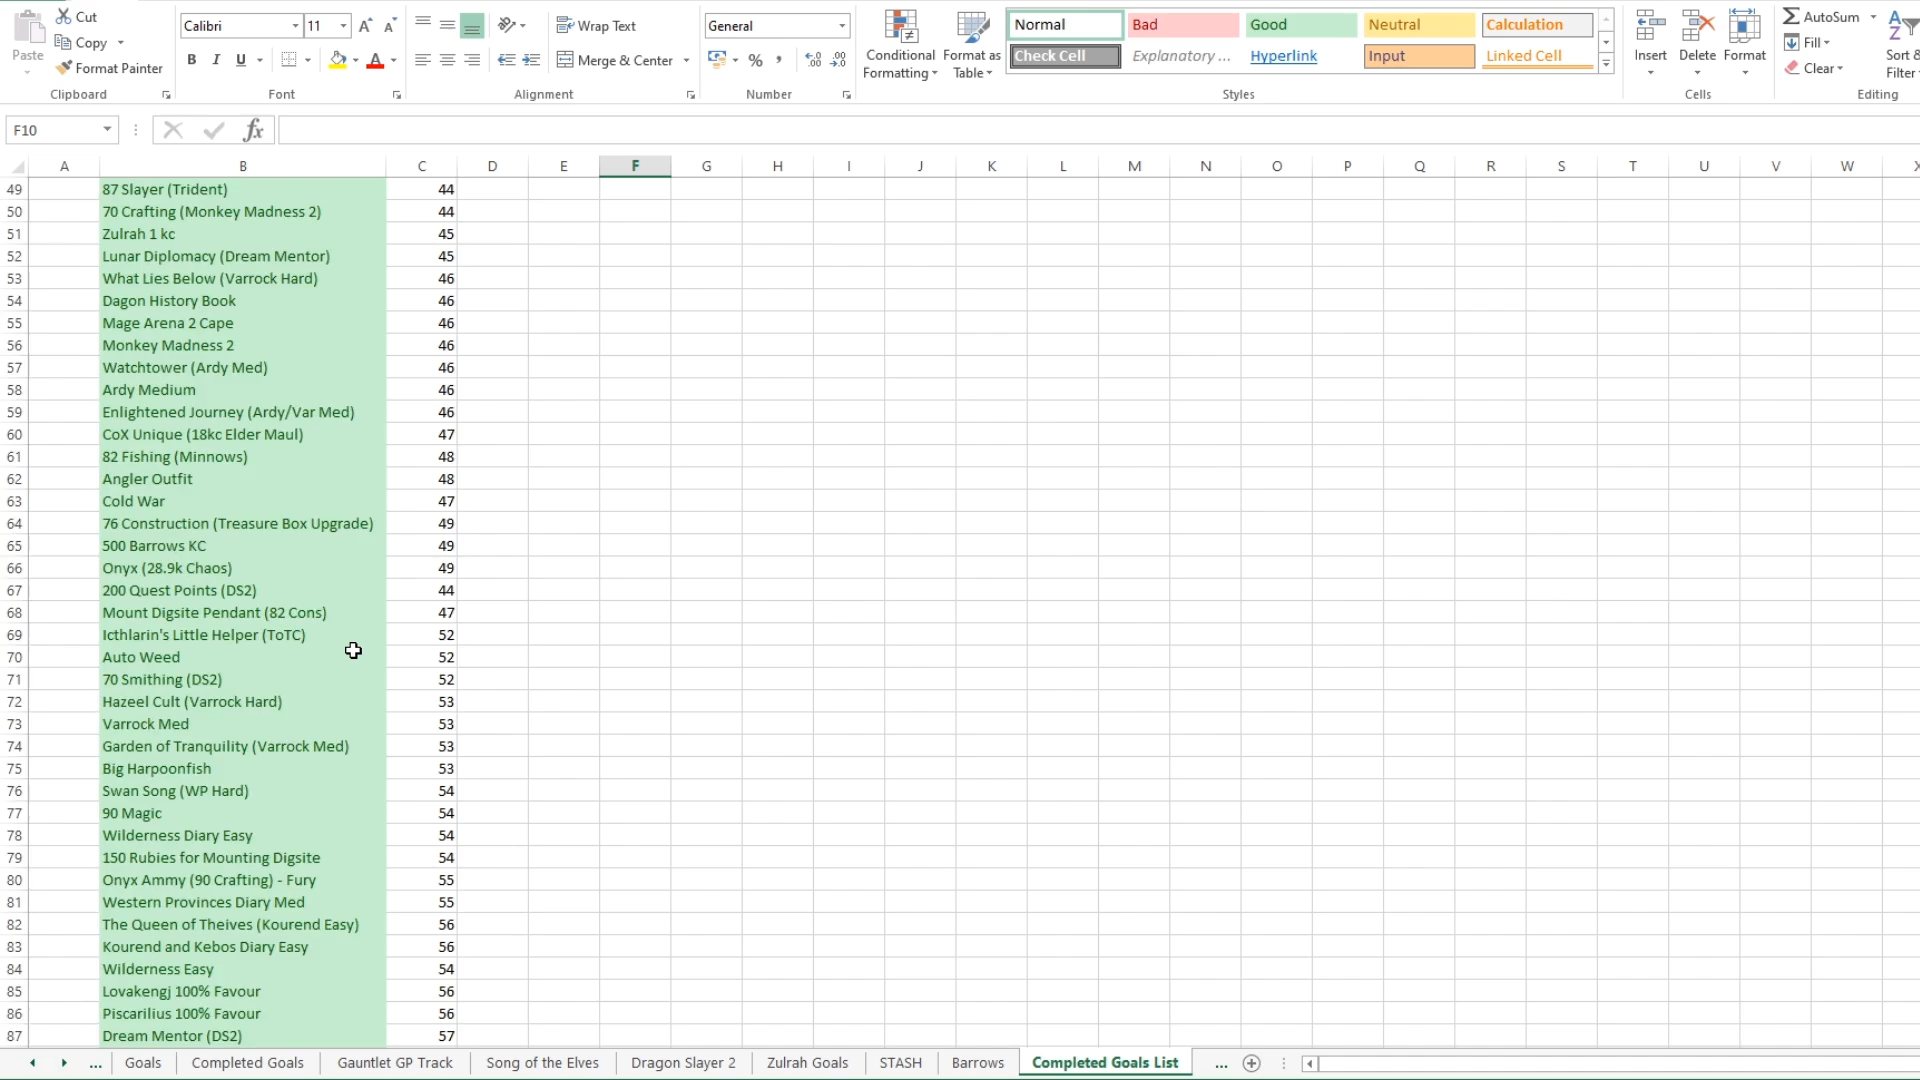 Cut
Copy
Format Painter
Paste
Clipboard
Calibri 11
B I U
Font
Wrap Text
Merge & Center
Alignment
General
% ,
Number
Conditional Formatting
Format as Table
Normal Bad Good Neutral Calculation
Check Cell Explanatory ... Hyperlink Input Linked Cell
Styles
Insert Delete Format
Cells
AutoSum
Fill
Clear
Sort & Filter
Editing
F10
fx
A B C D E F G H I J K L M N O P Q R S T U V W X
49 87 Slayer (Trident) 44
50 70 Crafting (Monkey Madness 2) 44
51 Zulrah 1 kc 45
52 Lunar Diplomacy (Dream Mentor) 45
53 What Lies Below (Varrock Hard) 46
54 Dagon History Book 46
55 Mage Arena 2 Cape 46
56 Monkey Madness 2 46
57 Watchtower (Ardy Med) 46
58 Ardy Medium 46
59 Enlightened Journey (Ardy/Var Med) 46
60 CoX Unique (18kc Elder Maul) 47
61 82 Fishing (Minnows) 48
62 Angler Outfit 48
63 Cold War 47
64 76 Construction (Treasure Box Upgrade) 49
65 500 Barrows KC 49
66 Onyx (28.9k Chaos) 49
67 200 Quest Points (DS2) 44
68 Mount Digsite Pendant (82 Cons) 47
69 Icthlarin's Little Helper (ToTC) 52
70 Auto Weed 52
71 70 Smithing (DS2) 52
72 Hazeel Cult (Varrock Hard) 53
73 Varrock Med 53
74 Garden of Tranquility (Varrock Med) 53
75 Big Harpoonfish 53
76 Swan Song (WP Hard) 54
77 90 Magic 54
78 Wilderness Diary Easy 54
79 150 Rubies for Mounting Digsite 54
80 Onyx Ammy (90 Crafting) - Fury 55
81 Western Provinces Diary Med 55
82 The Queen of Theives (Kourend Easy) 56
83 Kourend and Kebos Diary Easy 56
84 Wilderness Easy 54
85 Lovakengj 100% Favour 56
86 Piscarilius 100% Favour 56
87 Dream Mentor (DS2) 57
... Goals Completed Goals Gauntlet GP Track Song of the Elves Dragon Slayer 2 Zulrah Goals STASH Barrows Completed Goals List ...